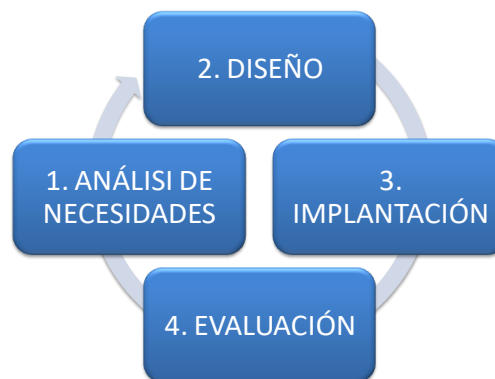 2. DISEÑO
1. ANÁLISI DE
NECESIDADES
3.
IMPLANTACIÓN
4. EVALUACIÓN